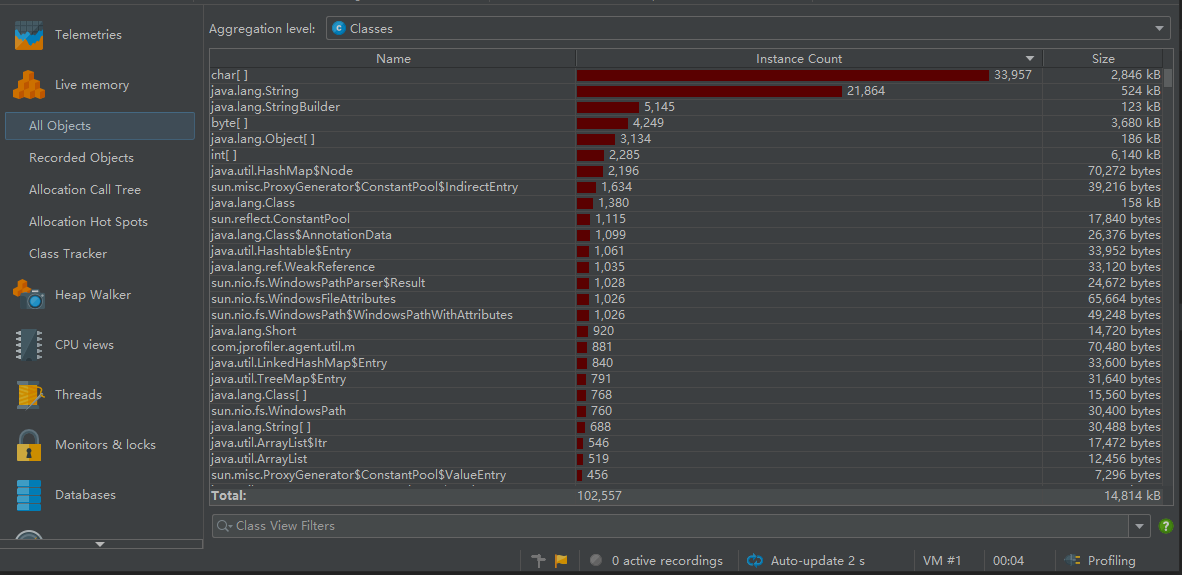 Telemetries
Live memory
All Objects
Recorded Objects
Allocation Call Tree
Allocation Hot Spots
Class Tracker
Heap Walker
CPU views
Threads
Monitors & locks
Databases
Aggregation level: C Classes
Name Instance Count Size
char[ ] 33,957 2,846 kB
java.lang.String 21,864 524 kB
java.lang.StringBuilder 5,145 123 kB
byte[ ] 4,249 3,680 kB
java.lang.Object[ ] 3,134 186 kB
int[ ] 2,285 6,140 kB
java.util.HashMap$Node 2,196 70,272 bytes
sun.misc.ProxyGenerator$ConstantPool$IndirectEntry 1,634 39,216 bytes
java.lang.Class 1,380 158 kB
sun.reflect.ConstantPool 1,115 17,840 bytes
java.lang.Class$AnnotationData 1,099 26,376 bytes
java.util.Hashtable$Entry 1,061 33,952 bytes
java.lang.ref.WeakReference 1,035 33,120 bytes
sun.nio.fs.WindowsPathParser$Result 1,028 24,672 bytes
sun.nio.fs.WindowsFileAttributes 1,026 65,664 bytes
sun.nio.fs.WindowsPath$WindowsPathWithAttributes 1,026 49,248 bytes
java.lang.Short 920 14,720 bytes
com.jprofiler.agent.util.m 881 70,480 bytes
java.util.LinkedHashMap$Entry 840 33,600 bytes
java.util.TreeMap$Entry 791 31,640 bytes
java.lang.Class[ ] 768 15,560 bytes
sun.nio.fs.WindowsPath 760 30,400 bytes
java.lang.String[ ] 688 30,488 bytes
java.util.ArrayList$Itr 546 17,472 bytes
java.util.ArrayList 519 12,456 bytes
sun.misc.ProxyGenerator$ConstantPool$ValueEntry 456 7,296 bytes
Total: 102,557 14,814 kB
Class View Filters
?
0 active recordings Auto-update 2 s VM #1 00:04 Profiling